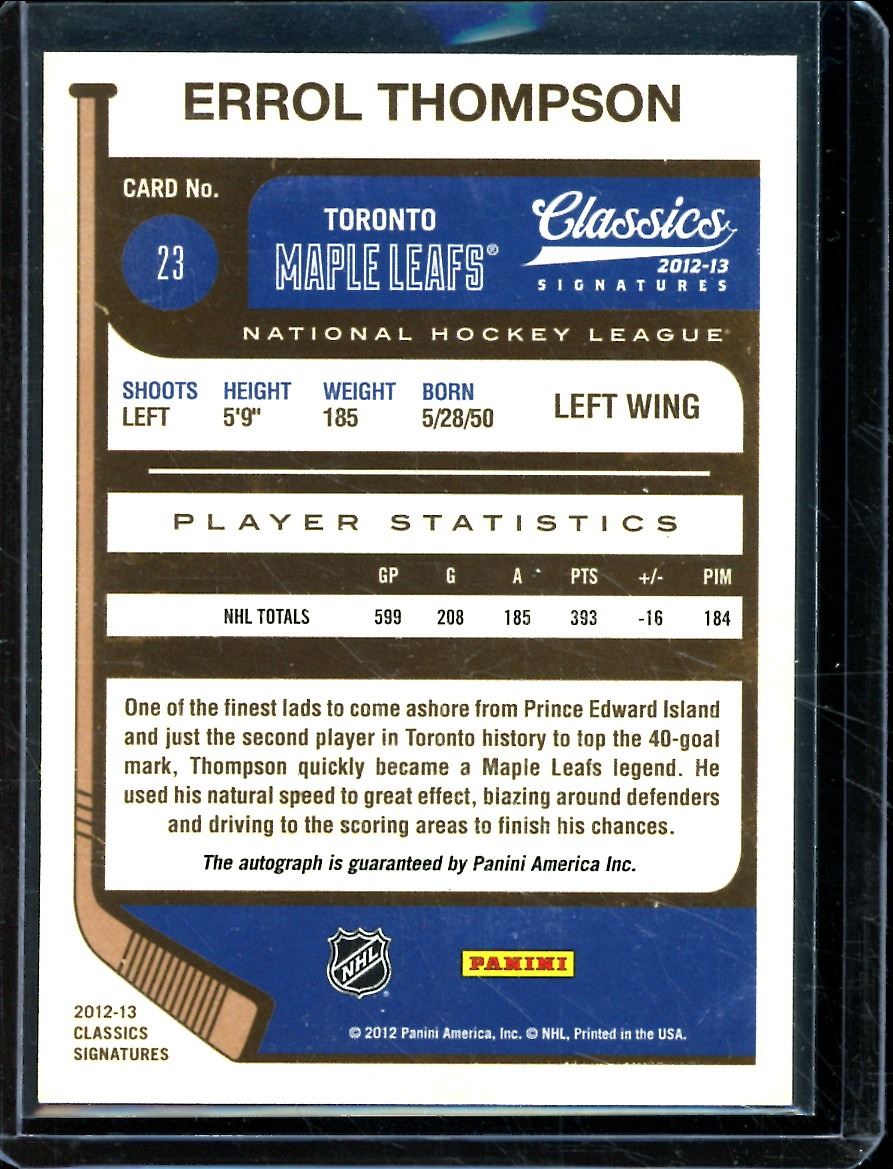 ERROL THOMPSON
CARD No.
23
TORONTO
MAPLE LEAFS®
Classics
2012-13
SIGNATURES
NATIONAL HOCKEY LEAGUE
SHOOTS HEIGHT WEIGHT BORN
LEFT 5'9" 185 5/28/50
LEFT WING
PLAYER STATISTICS
GP G A PTS +/- PIM
NHL TOTALS 599 208 185 393 -16 184
One of the finest lads to come ashore from Prince Edward Island
and just the second player in Toronto history to top the 40-goal
mark, Thompson quickly became a Maple Leafs legend. He
used his natural speed to great effect, blazing around defenders
and driving to the scoring areas to finish his chances.
The autograph is guaranteed by Panini America Inc.
NHL
PANINI
2012-13
CLASSICS
SIGNATURES
© 2012 Panini America, Inc. © NHL, Printed in the USA.